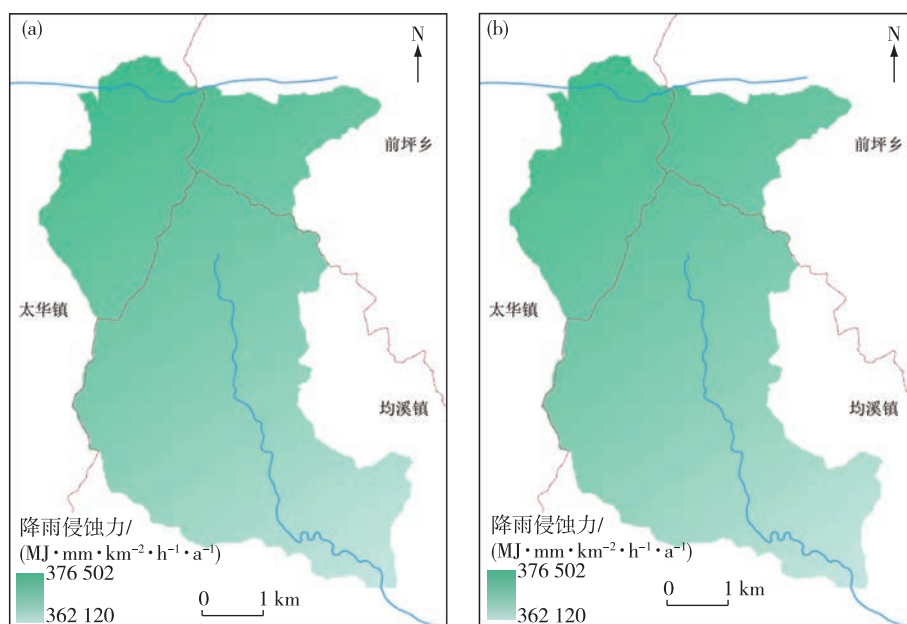 (a)
N
前坪乡
太华镇
均溪镇
降雨侵蚀力/
(MJ·mm·km⁻²·h⁻¹·a⁻¹)
376 502
362 120
0 1 km
(b)
N
前坪乡
太华镇
均溪镇
降雨侵蚀力/
(MJ·mm·km⁻²·h⁻¹·a⁻¹)
376 502
362 120
0 1 km